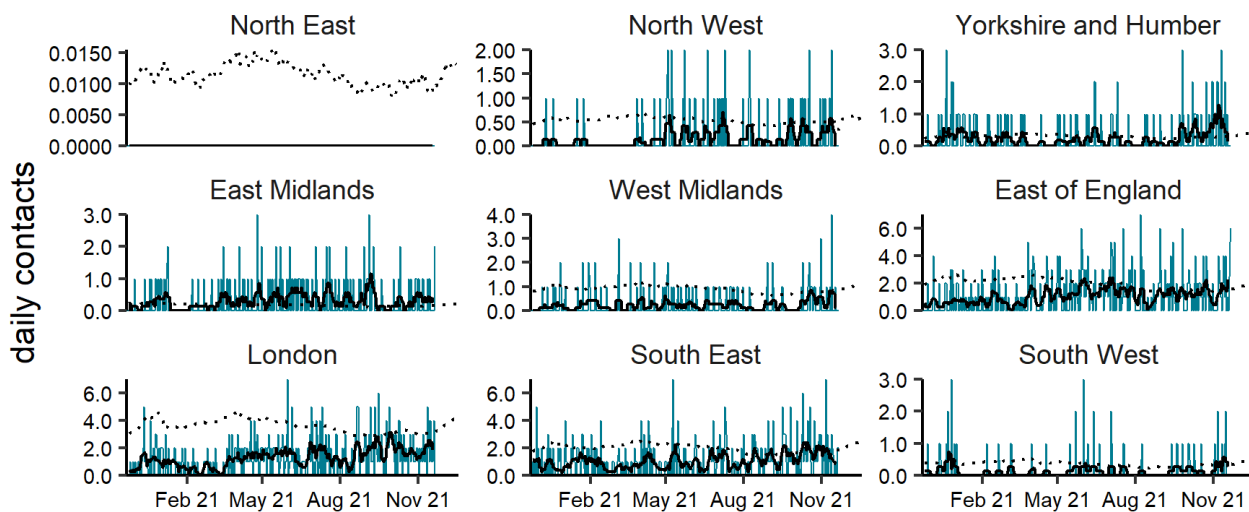 North East
North West
Yorkshire and Humber
0.0150
0.0100
0.0050
0.0000
2.00
1.50
1.00
0.50
0.00
3.0
2.0
1.0
0.0
daily contacts
East Midlands
West Midlands
East of England
3.0
2.0
1.0
0.0
4.0
3.0
2.0
1.0
0.0
6.0
4.0
2.0
0.0
London
South East
South West
6.0
4.0
2.0
0.0
6.0
4.0
2.0
0.0
3.0
2.0
1.0
0.0
Feb 21 May 21 Aug 21 Nov 21
Feb 21 May 21 Aug 21 Nov 21
Feb 21 May 21 Aug 21 Nov 21